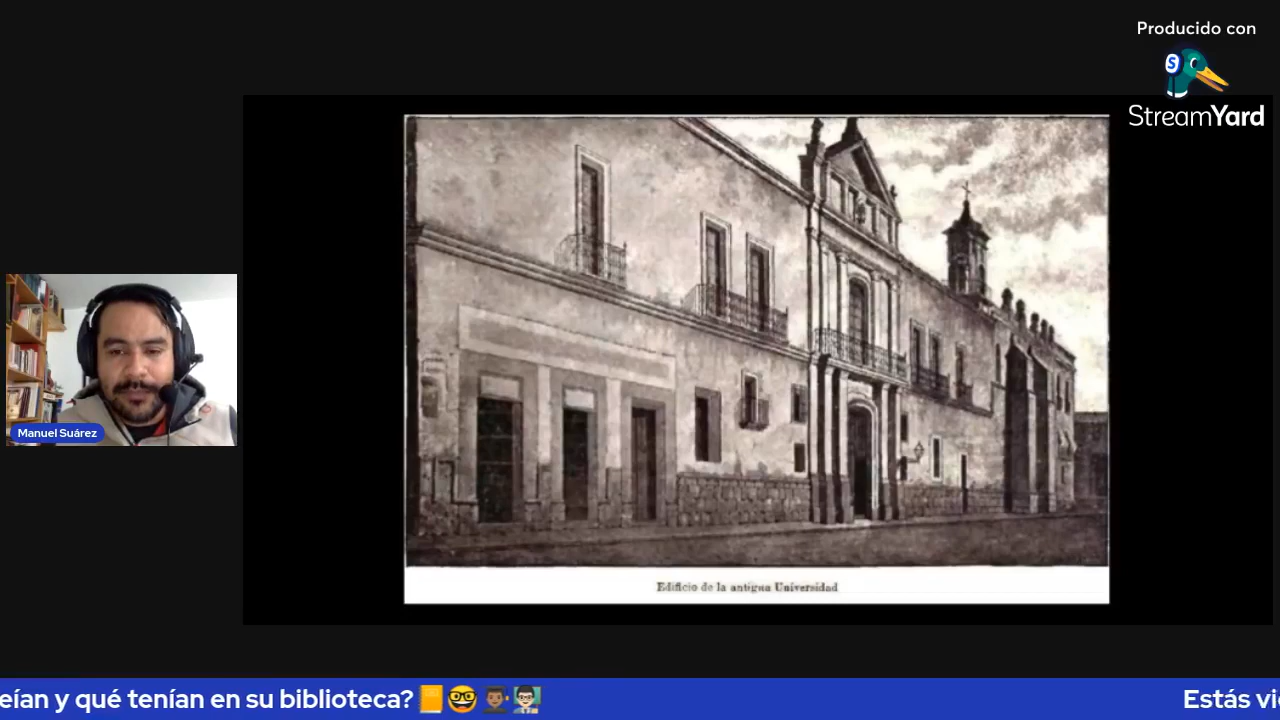 Producido con
StreamYard
Manuel Suárez
Edificio de la antigua Universidad
eían y qué tenían en su biblioteca?
Estás vi